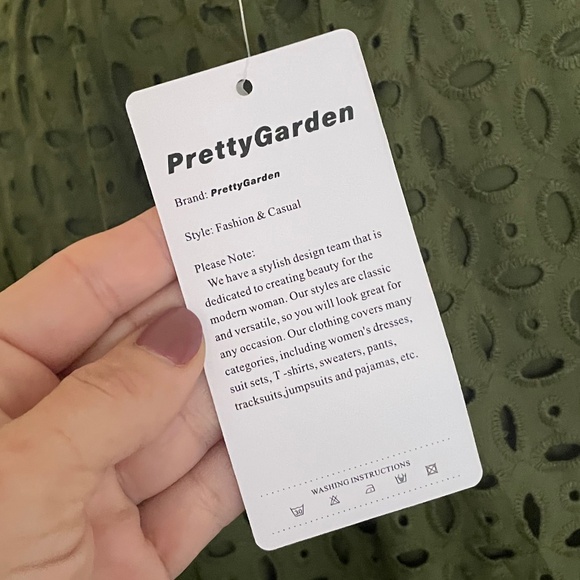 PrettyGarden
Brand: PrettyGarden
Style: Fashion & Casual
Please Note:
We have a stylish design team that is
dedicated to creating beauty for the
modern woman. Our styles are classic
and versatile, so you will look great for
any occasion. Our clothing covers many
categories, including women's dresses,
suit sets, T -shirts, sweaters, pants,
tracksuits,jumpsuits and pajamas, etc.
WASHING INSTRUCTIONS
30